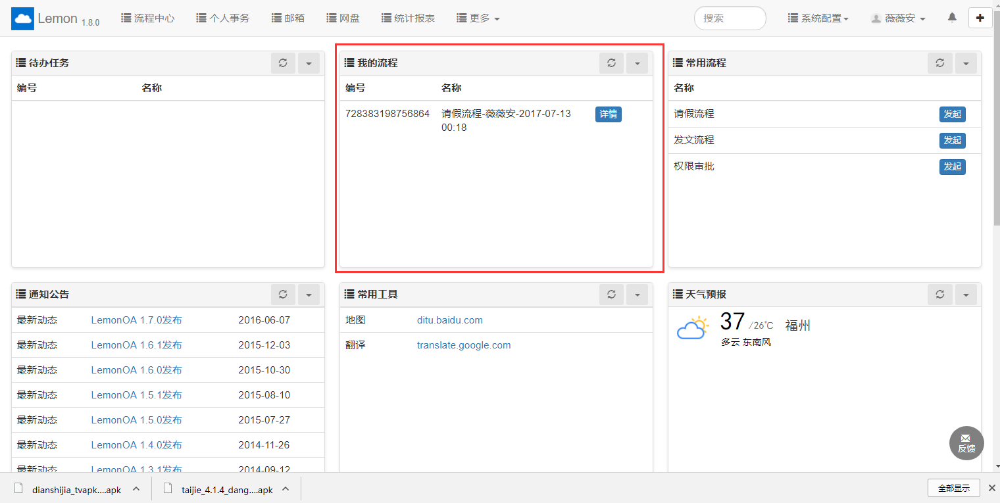 Lemon 1.8.0 流程中心 个人事务 邮箱 网盘 统计报表 更多 搜索 系统配置 薇薇安
待办任务
编号 名称
我的流程
编号 名称
728383198756864 请假流程-薇薇安-2017-07-13 详情
00:18
常用流程
名称
请假流程 发起
发文流程 发起
权限审批 发起
通知公告
最新动态 LemonOA 1.7.0发布 2016-06-07
最新动态 LemonOA 1.6.1发布 2015-12-03
最新动态 LemonOA 1.6.0发布 2015-10-30
最新动态 LemonOA 1.5.1发布 2015-08-10
最新动态 LemonOA 1.5.0发布 2015-07-27
最新动态 LemonOA 1.4.0发布 2014-11-26
最新动态 LemonOA 1.3.1发布 2014-09-12
常用工具
地图 ditu.baidu.com
翻译 translate.google.com
天气预报
37 /26℃ 福州
多云 东南风
反馈
dianshijia_tvapk....apk taijie_4.1.4_dang....apk 全部显示